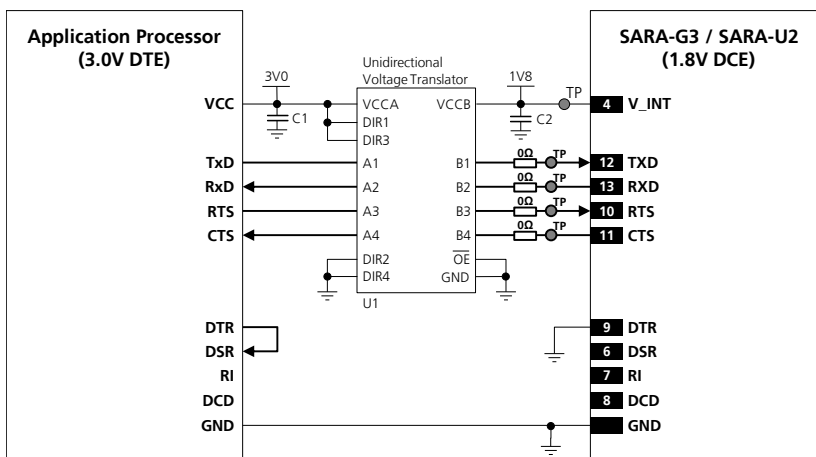 Application Processor
(3.0V DTE)
Unidirectional
Voltage Translator
SARA-G3 / SARA-U2
(1.8V DCE)
3V0
1V8
TP
VCC
VCCA
VCCB
4
V_INT
C1
DIR1
C2
DIR3
0Ω
TP
TxD
A1
B1
12
TXD
0Ω
TP
RxD
A2
B2
13
RXD
0Ω
TP
RTS
A3
B3
10
RTS
0Ω
TP
CTS
A4
B4
11
CTS
DIR2
OE
DIR4
GND
U1
DTR
9
DTR
DSR
6
DSR
RI
7
RI
DCD
8
DCD
GND
GND